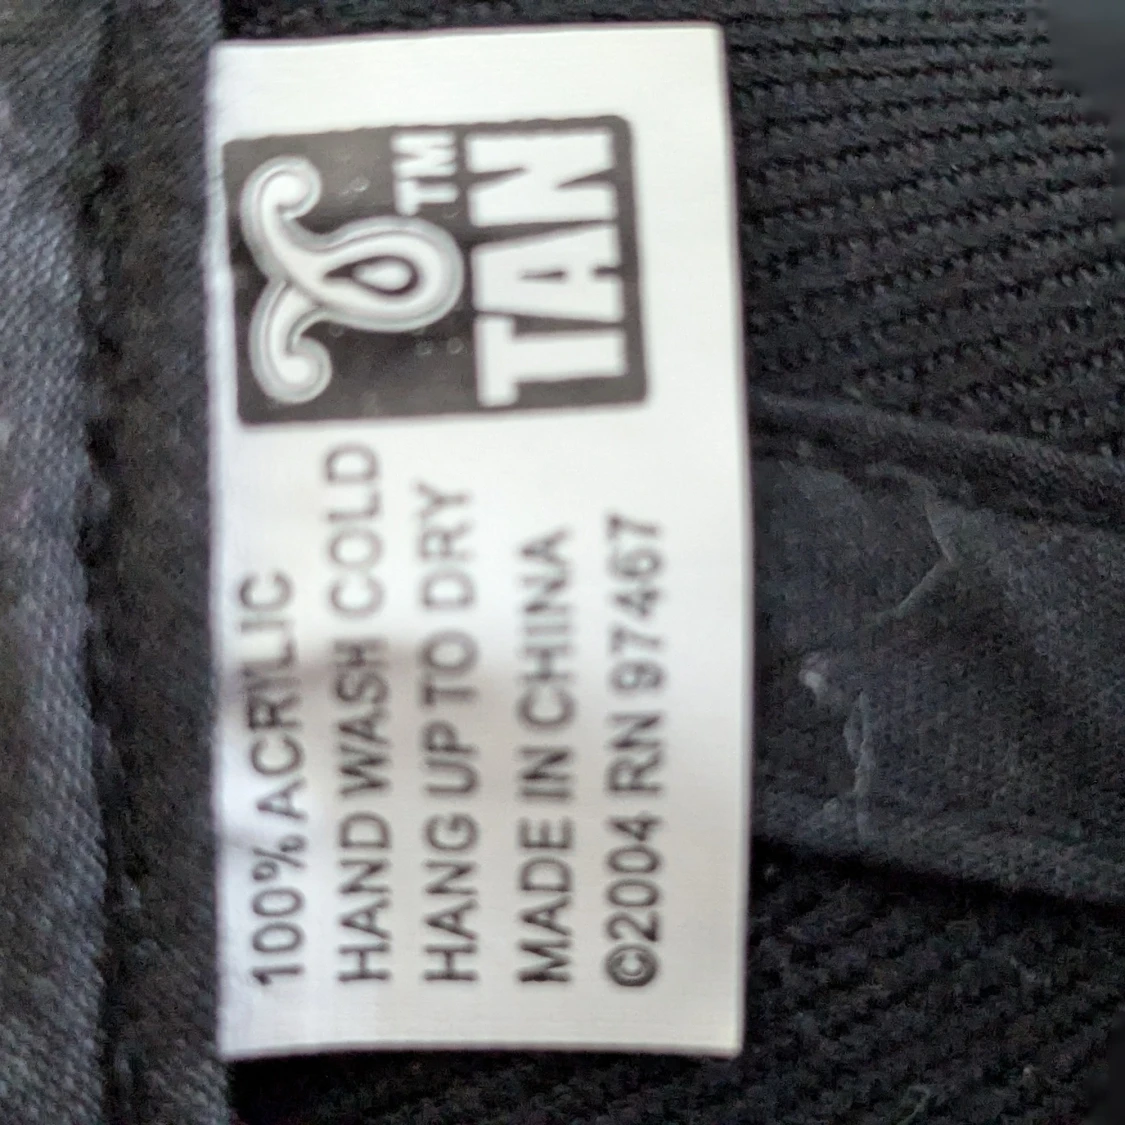 TM
TAN
100% ACRYLIC
HAND WASH COLD
HANG UP TO DRY
MADE IN CHINA
©2004 RN 97467